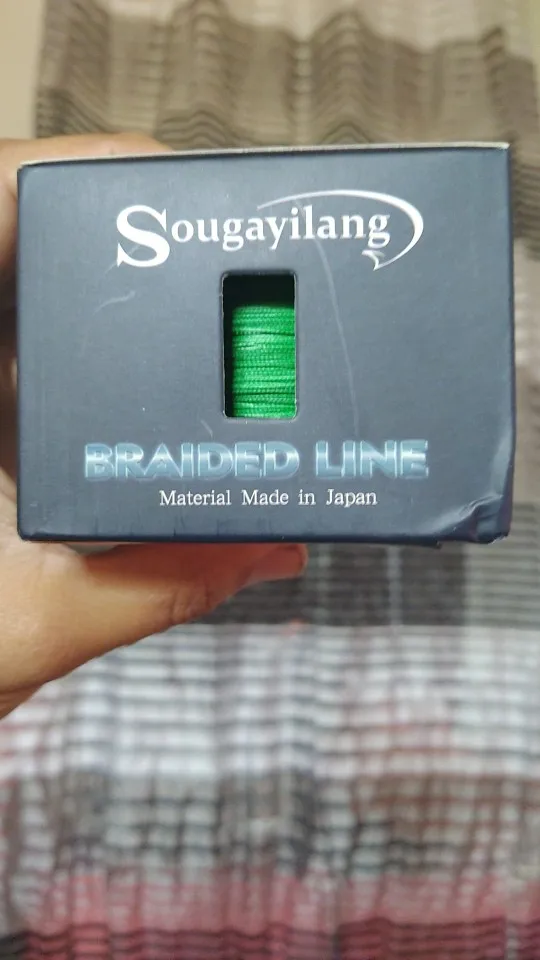 Sougayilang
BRAIDED LINE
Material Made in Japan